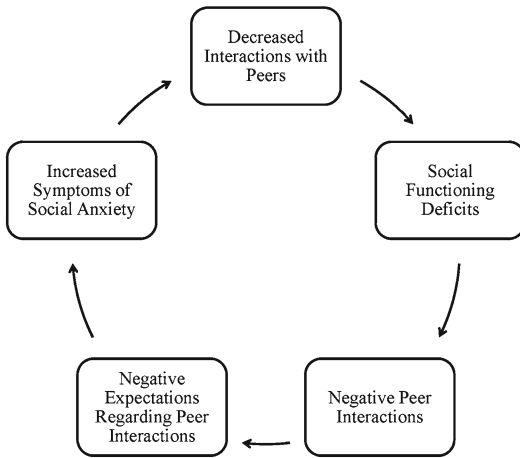 Decreased
Interactions with
Peers
Social
Functioning
Deficits
Negative Peer
Interactions
Negative
Expectations
Regarding Peer
Interactions
Increased
Symptoms of
Social Anxiety